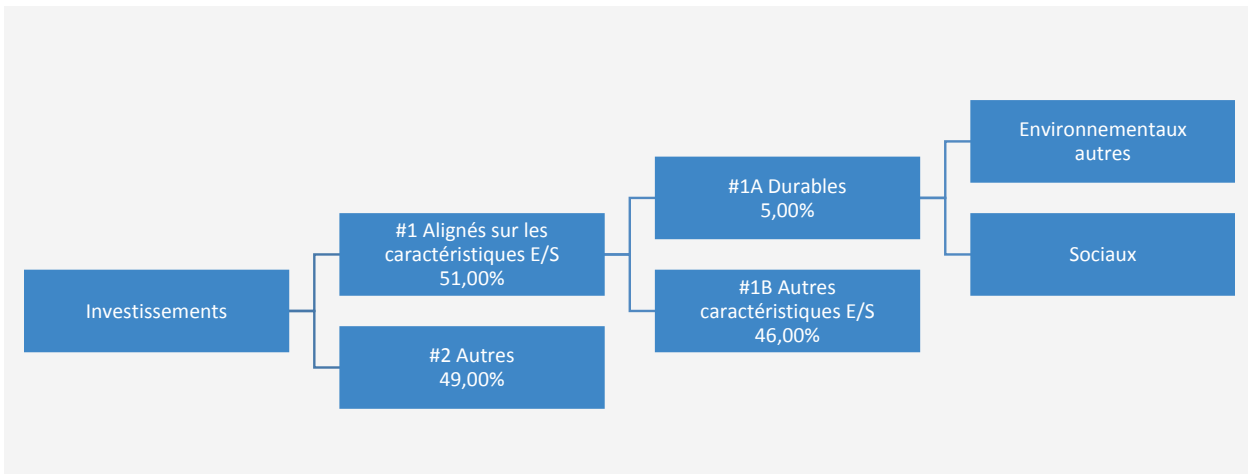 Investissements
#1 Alignés sur les
caractéristiques E/S
51,00%
#2 Autres
49,00%
#1A Durables
5,00%
#1B Autres
caractéristiques E/S
46,00%
Environnementaux
autres
Sociaux